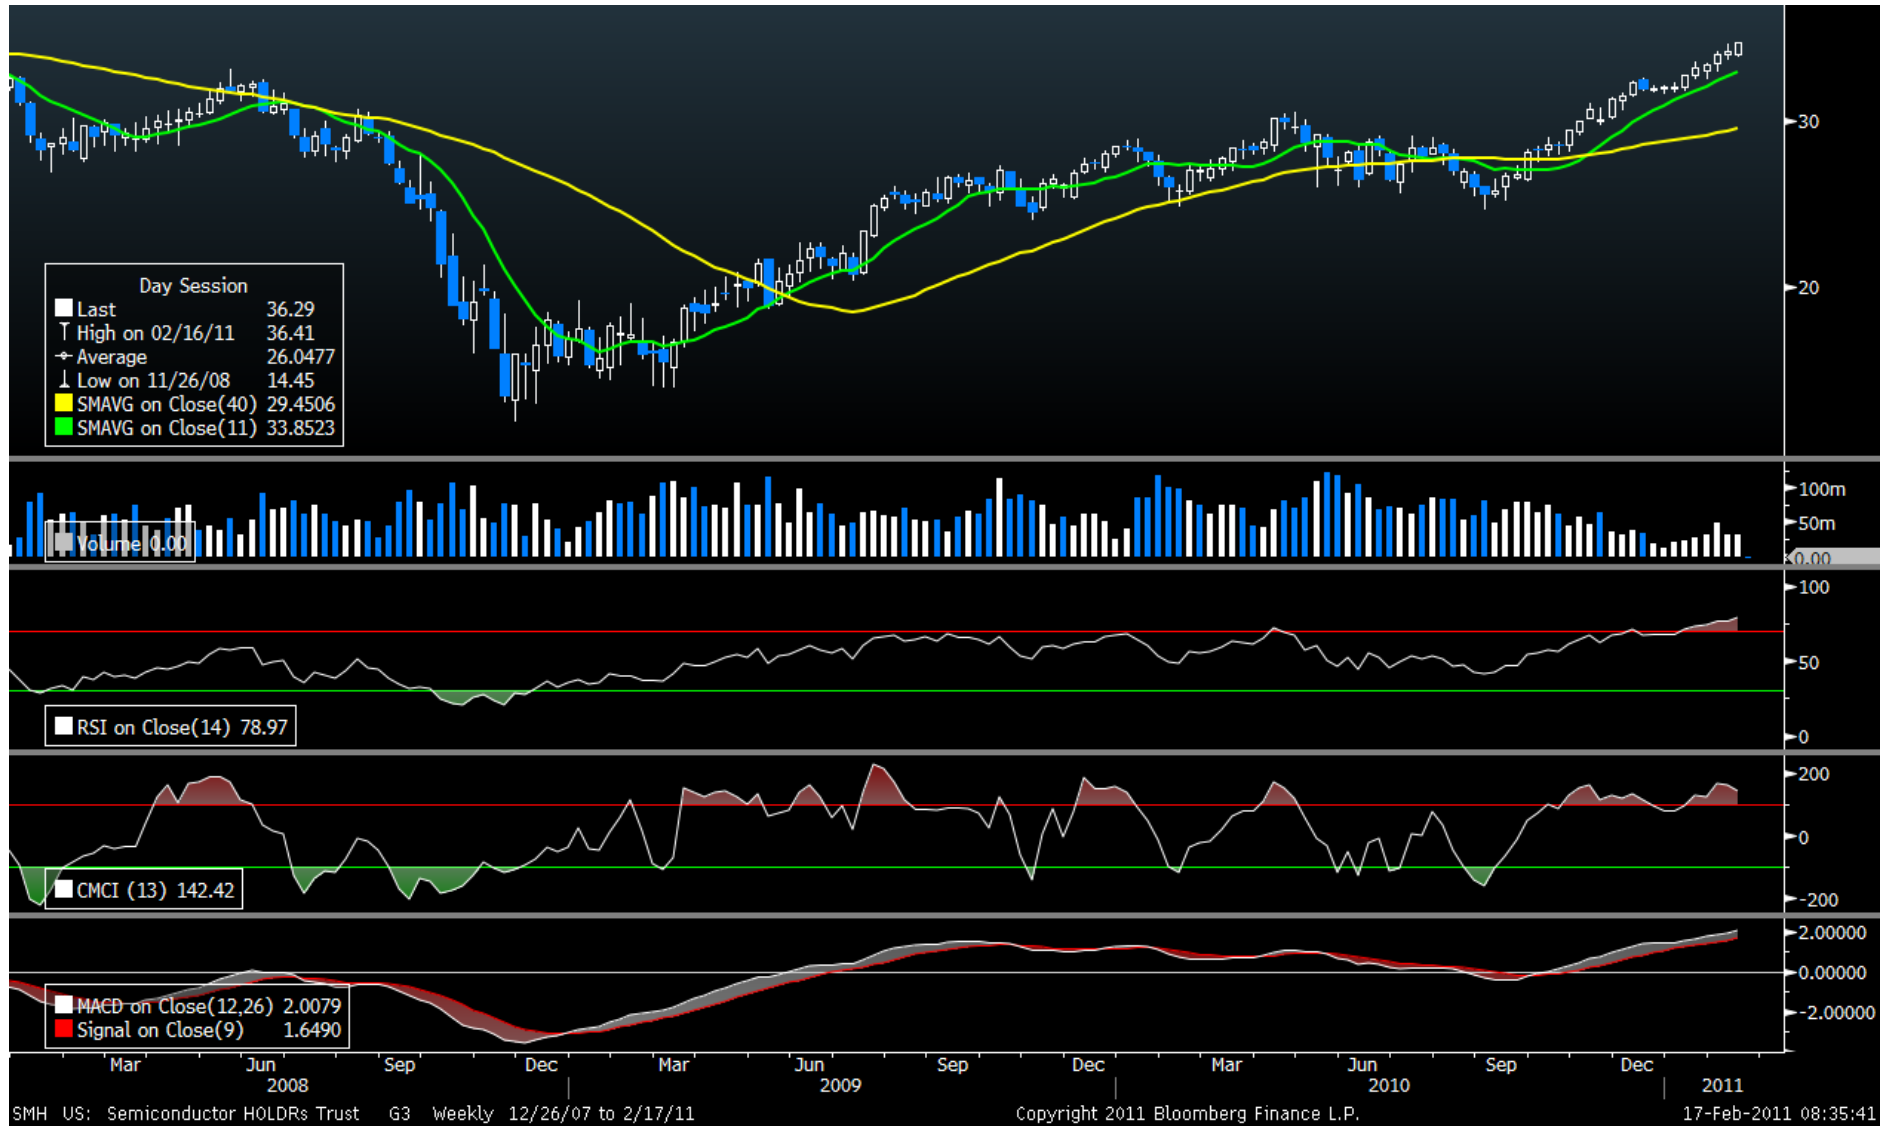 30
20
Day Session
Last 36.29
High on 02/16/11 36.41
Average 26.0477
Low on 11/26/08 14.45
SMAVG on Close(40) 29.4506
SMAVG on Close(11) 33.8523
100m
50m
Volume 0.00
0.00
100
50
RSI on Close(14) 78.97
0
200
0
CMCI (13) 142.42
-200
2.00000
0.00000
MACD on Close(12,26) 2.0079
-2.00000
Signal on Close(9) 1.6490
Mar Jun Sep Dec Mar Jun Sep Dec Mar Jun Sep Dec
2008 2009 2010 2011
SMH US: Semiconductor HOLDRs Trust G3 Weekly 12/26/07 to 2/17/11 Copyright 2011 Bloomberg Finance L.P. 17-Feb-2011 08:35:41